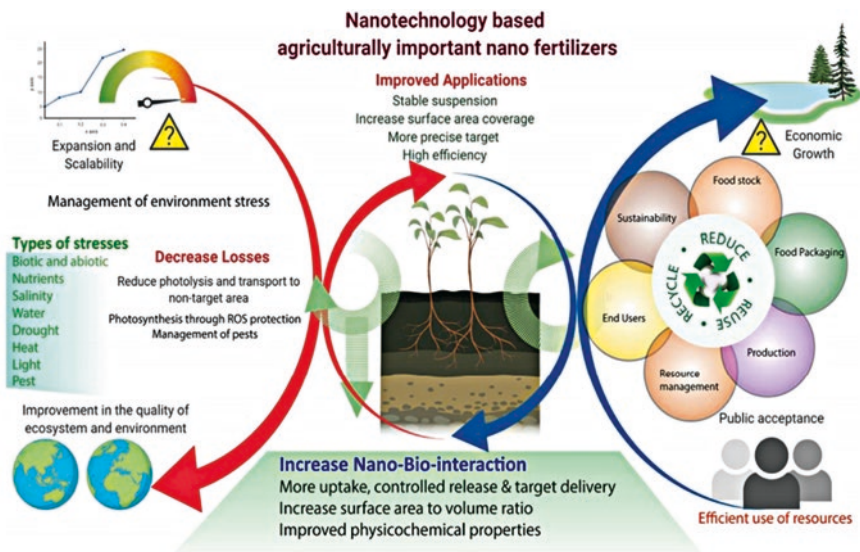 Nanotechnology based
agriculturally important nano fertilizers
Improved Applications
Stable suspension
Increase surface area coverage
More precise target
High efficiency
Expansion and
Scalability
?
Management of environment stress
Types of stresses
Biotic and abiotic
Nutrients
Salinity
Water
Drought
Heat
Light
Pest
Decrease Losses
Reduce photolysis and transport to
non-target area
Photosynthesis through ROS protection
Management of pests
Improvement in the quality of
ecosystem and environment
Increase Nano-Bio-interaction
More uptake, controlled release & target delivery
Increase surface area to volume ratio
Improved physicochemical properties
?
Economic
Growth
Food stock
Sustainability
Food Packaging
REDUCE
REUSE
RECYCLE
End Users
Production
Resource
management
Public acceptance
Efficient use of resources